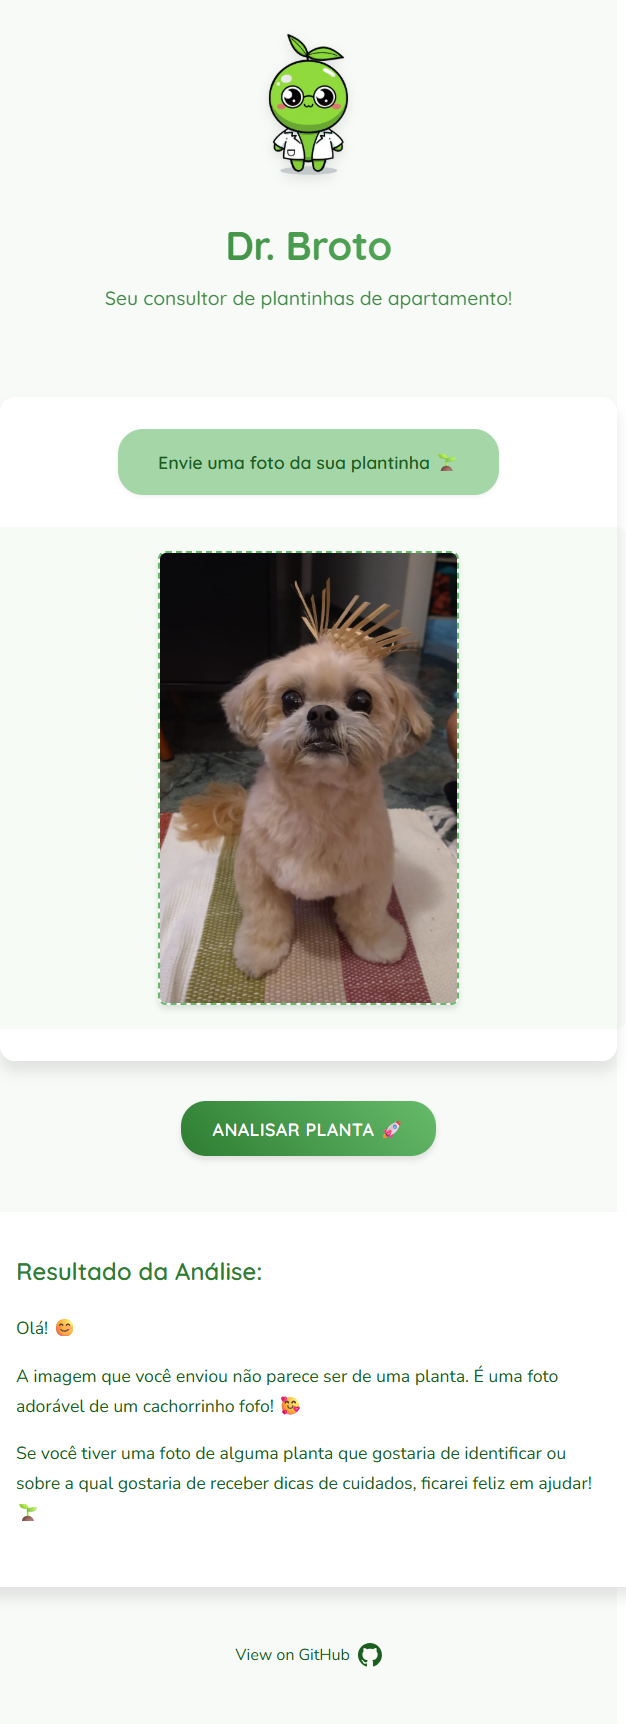 Dr. Broto
Seu consultor de plantinhas de apartamento!
Envie uma foto da sua plantinha 🌱
ANALISAR PLANTA 🚀
Resultado da Análise:
Olá! 😊
A imagem que você enviou não parece ser de uma planta. É uma foto
adorável de um cachorrinho fofo! 🥰
Se você tiver uma foto de alguma planta que gostaria de identificar ou
sobre a qual gostaria de receber dicas de cuidados, ficarei feliz em ajudar!
🌱
View on GitHub